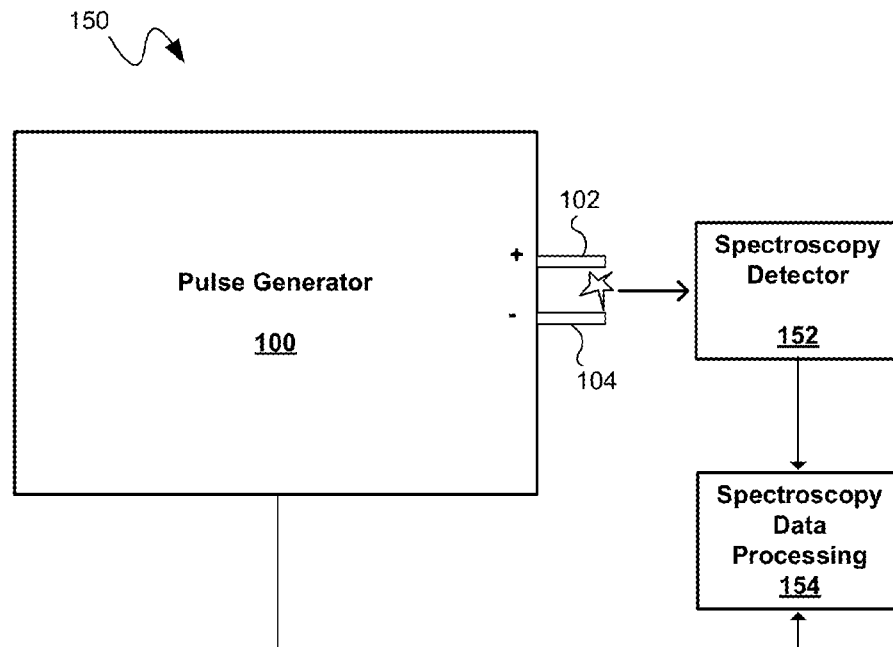 150
102
+
-
Pulse Generator
100
104
Spectroscopy
Detector
152
Spectroscopy
Data
Processing
154